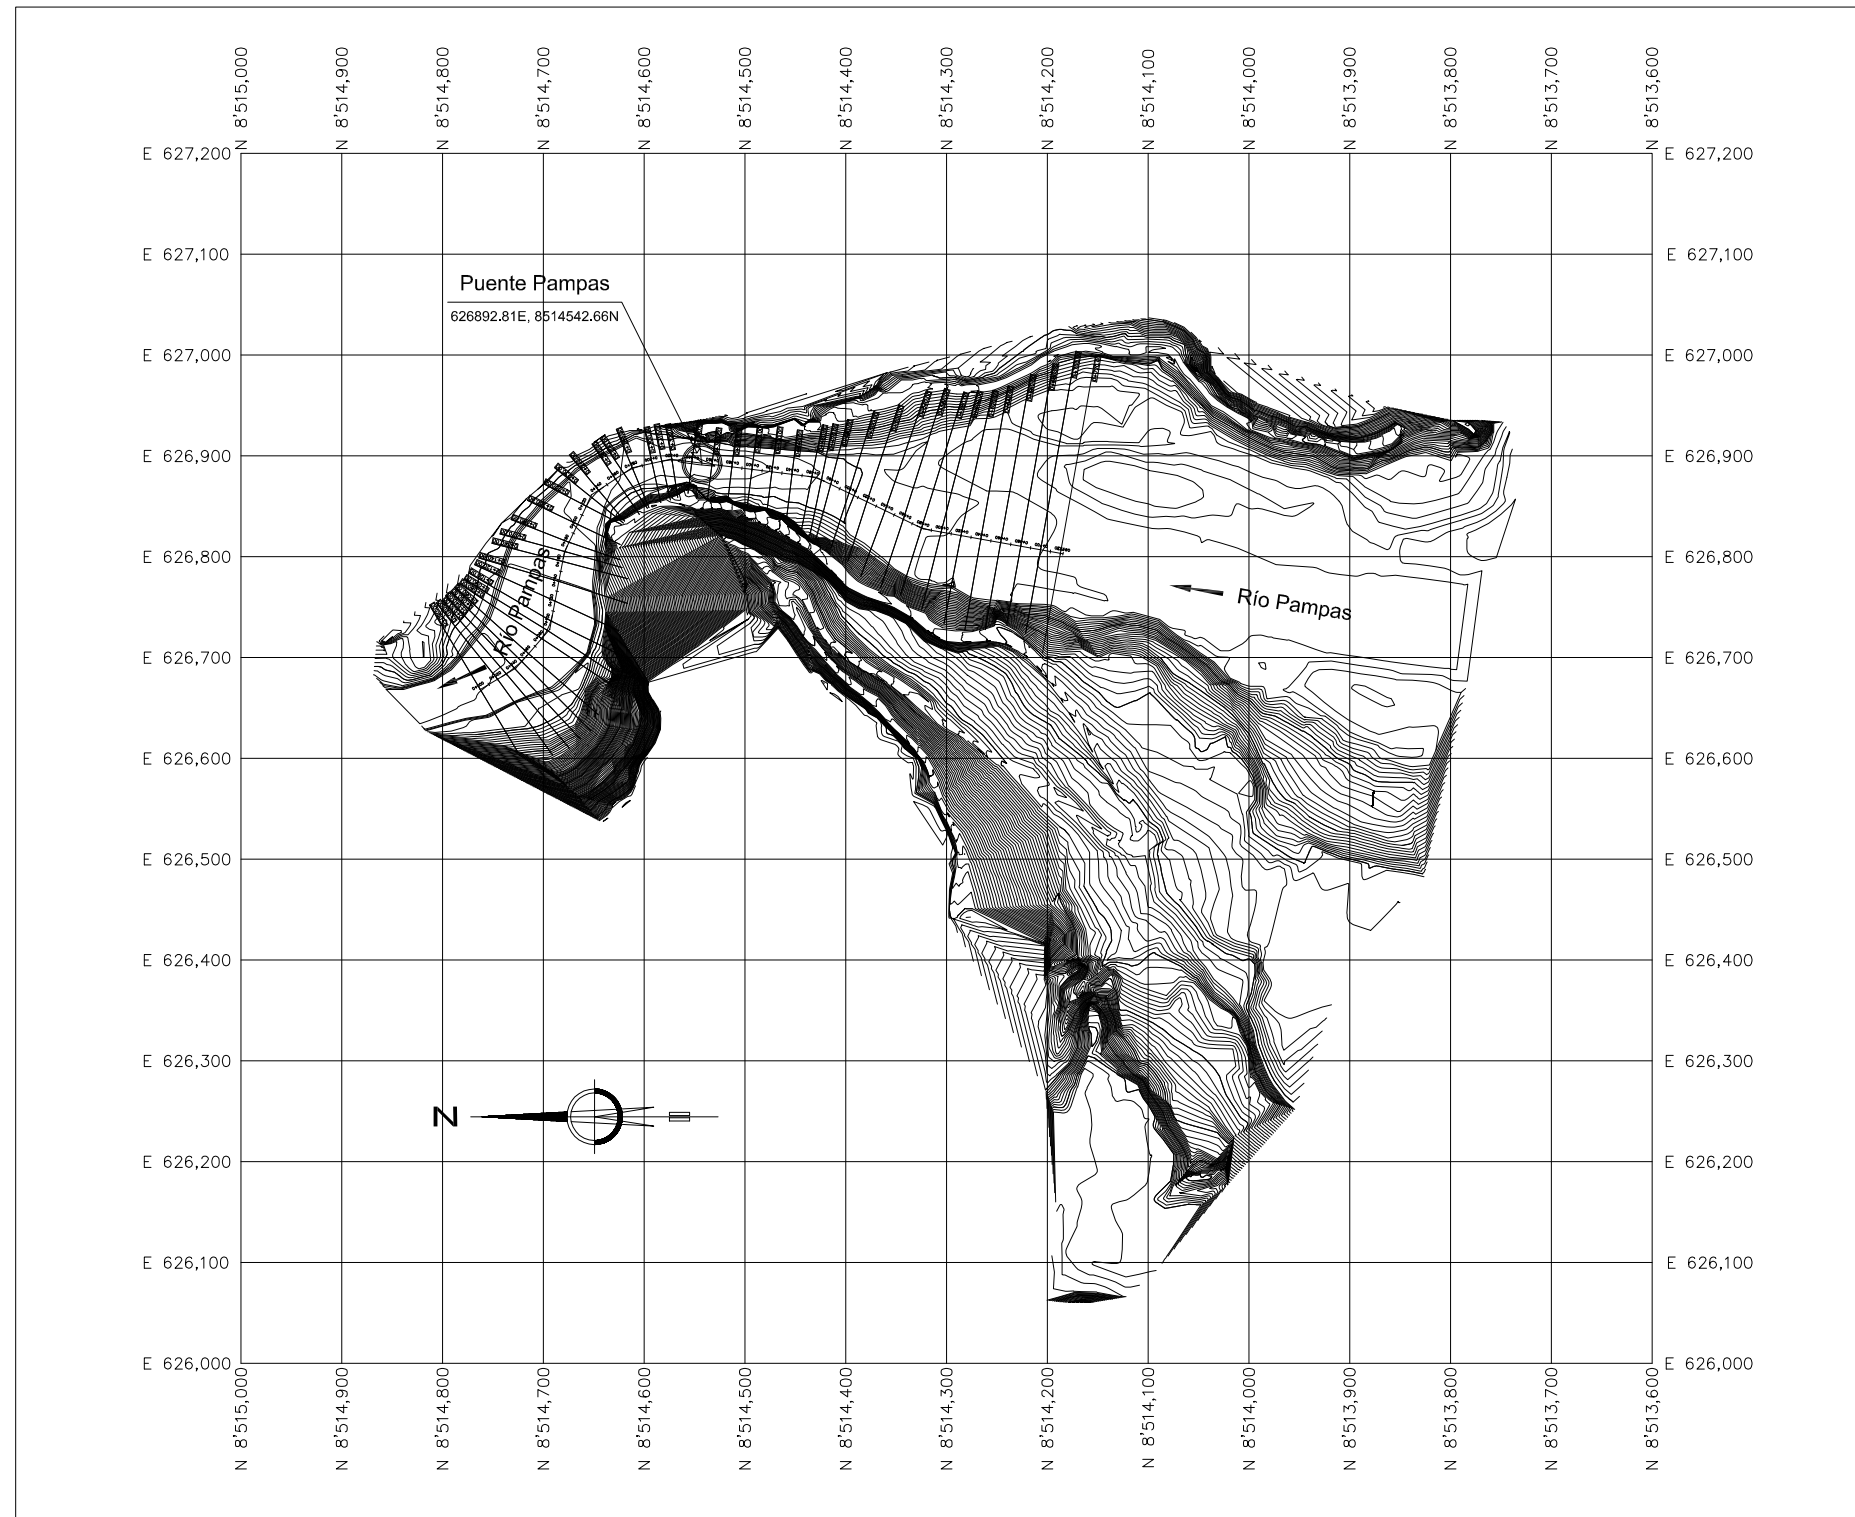 N 8'515,000
N 8'514,900
N 8'514,800
N 8'514,700
N 8'514,600
N 8'514,500
N 8'514,400
N 8'514,300
N 8'514,200
N 8'514,100
N 8'514,000
N 8'513,900
N 8'513,800
N 8'513,700
N 8'513,600
E 627,200
E 627,200
E 627,100
E 627,100
Puente Pampas
626892.81E, 8514542.66N
E 627,000
E 627,000
E 626,900
E 626,900
E 626,800
E 626,800
Río Pampas
Río Pampas
E 626,700
E 626,700
E 626,600
E 626,600
E 626,500
E 626,500
E 626,400
E 626,400
E 626,300
E 626,300
N
E 626,200
E 626,200
E 626,100
E 626,100
E 626,000
E 626,000
N 8'515,000
N 8'514,900
N 8'514,800
N 8'514,700
N 8'514,600
N 8'514,500
N 8'514,400
N 8'514,300
N 8'514,200
N 8'514,100
N 8'514,000
N 8'513,900
N 8'513,800
N 8'513,700
N 8'513,600